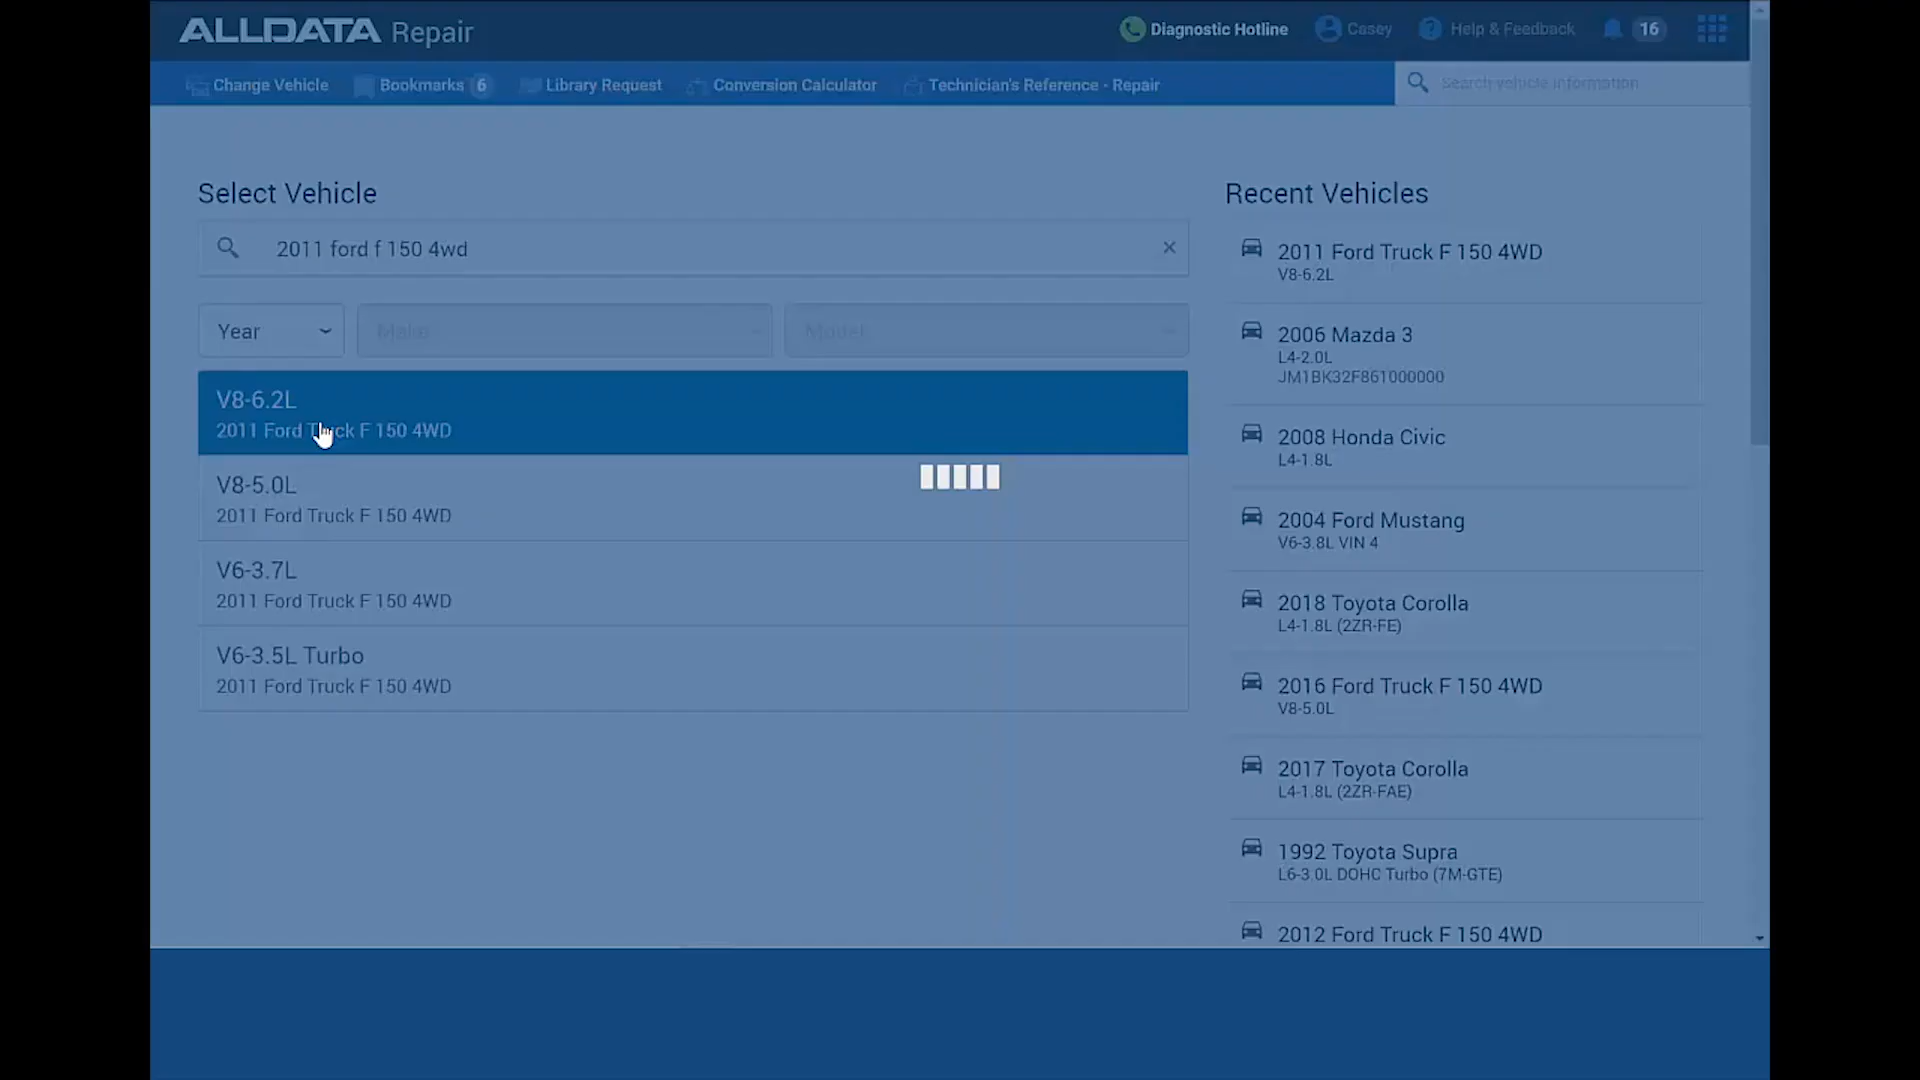 ALLDATA Repair
Diagnostic Hotline
Casey
Help & Feedback
16
Change Vehicle
Bookmarks 6
Library Request
Conversion Calculator
Technician's Reference - Repair
Search vehicle information
Select Vehicle
2011 ford f 150 4wd
Year
Make
Model
V8-6.2L
2011 Ford Truck F 150 4WD
V8-5.0L
2011 Ford Truck F 150 4WD
V6-3.7L
2011 Ford Truck F 150 4WD
V6-3.5L Turbo
2011 Ford Truck F 150 4WD
Recent Vehicles
2011 Ford Truck F 150 4WD
V8-6.2L
2006 Mazda 3
L4-2.0L
JM1BK32F861000000
2008 Honda Civic
L4-1.8L
2004 Ford Mustang
V6-3.8L VIN 4
2018 Toyota Corolla
L4-1.8L (2ZR-FE)
2016 Ford Truck F 150 4WD
V8-5.0L
2017 Toyota Corolla
L4-1.8L (2ZR-FAE)
1992 Toyota Supra
L6-3.0L DOHC Turbo (7M-GTE)
2012 Ford Truck F 150 4WD